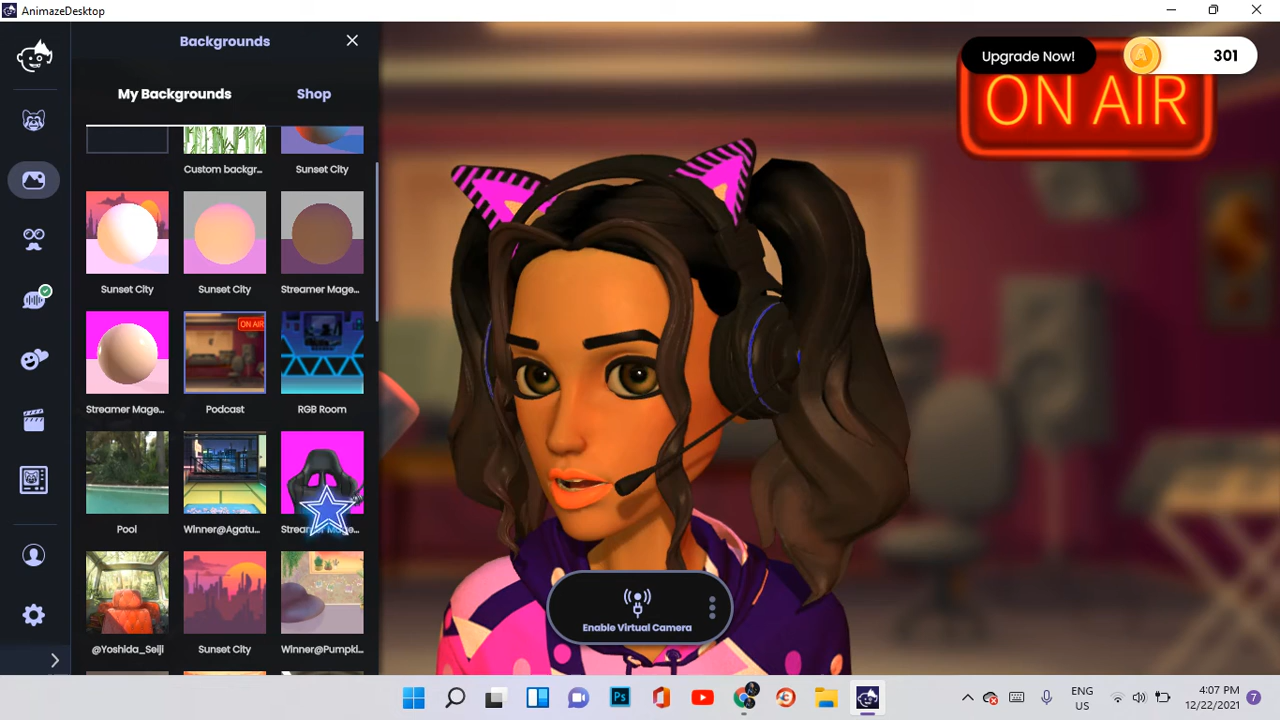 AnimazeDesktop
Backgrounds
My Backgrounds
Shop
Upgrade Now!
301
ON AIR
Custom backgr...
Sunset City
Sunset City
Sunset City
Streamer Mage...
ON AIR
Streamer Mage...
Podcast
RGB Room
Pool
Winner@Agatu...
@Yoshida_Seiji
Sunset City
Winner@Pumpki...
Enable Virtual Camera
Ps
ENG
US
4:07 PM
12/22/2021
7